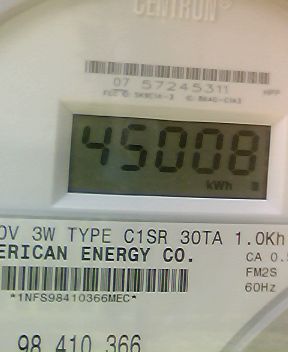 CENTRON®
07 57245311
45008
kWh
0V 3W TYPE C1SR 30TA 1.0Kh
ERICAN ENERGY CO.
CA 0.5
FM2S
*1NFS98410366MEC*
60Hz
98 410 366